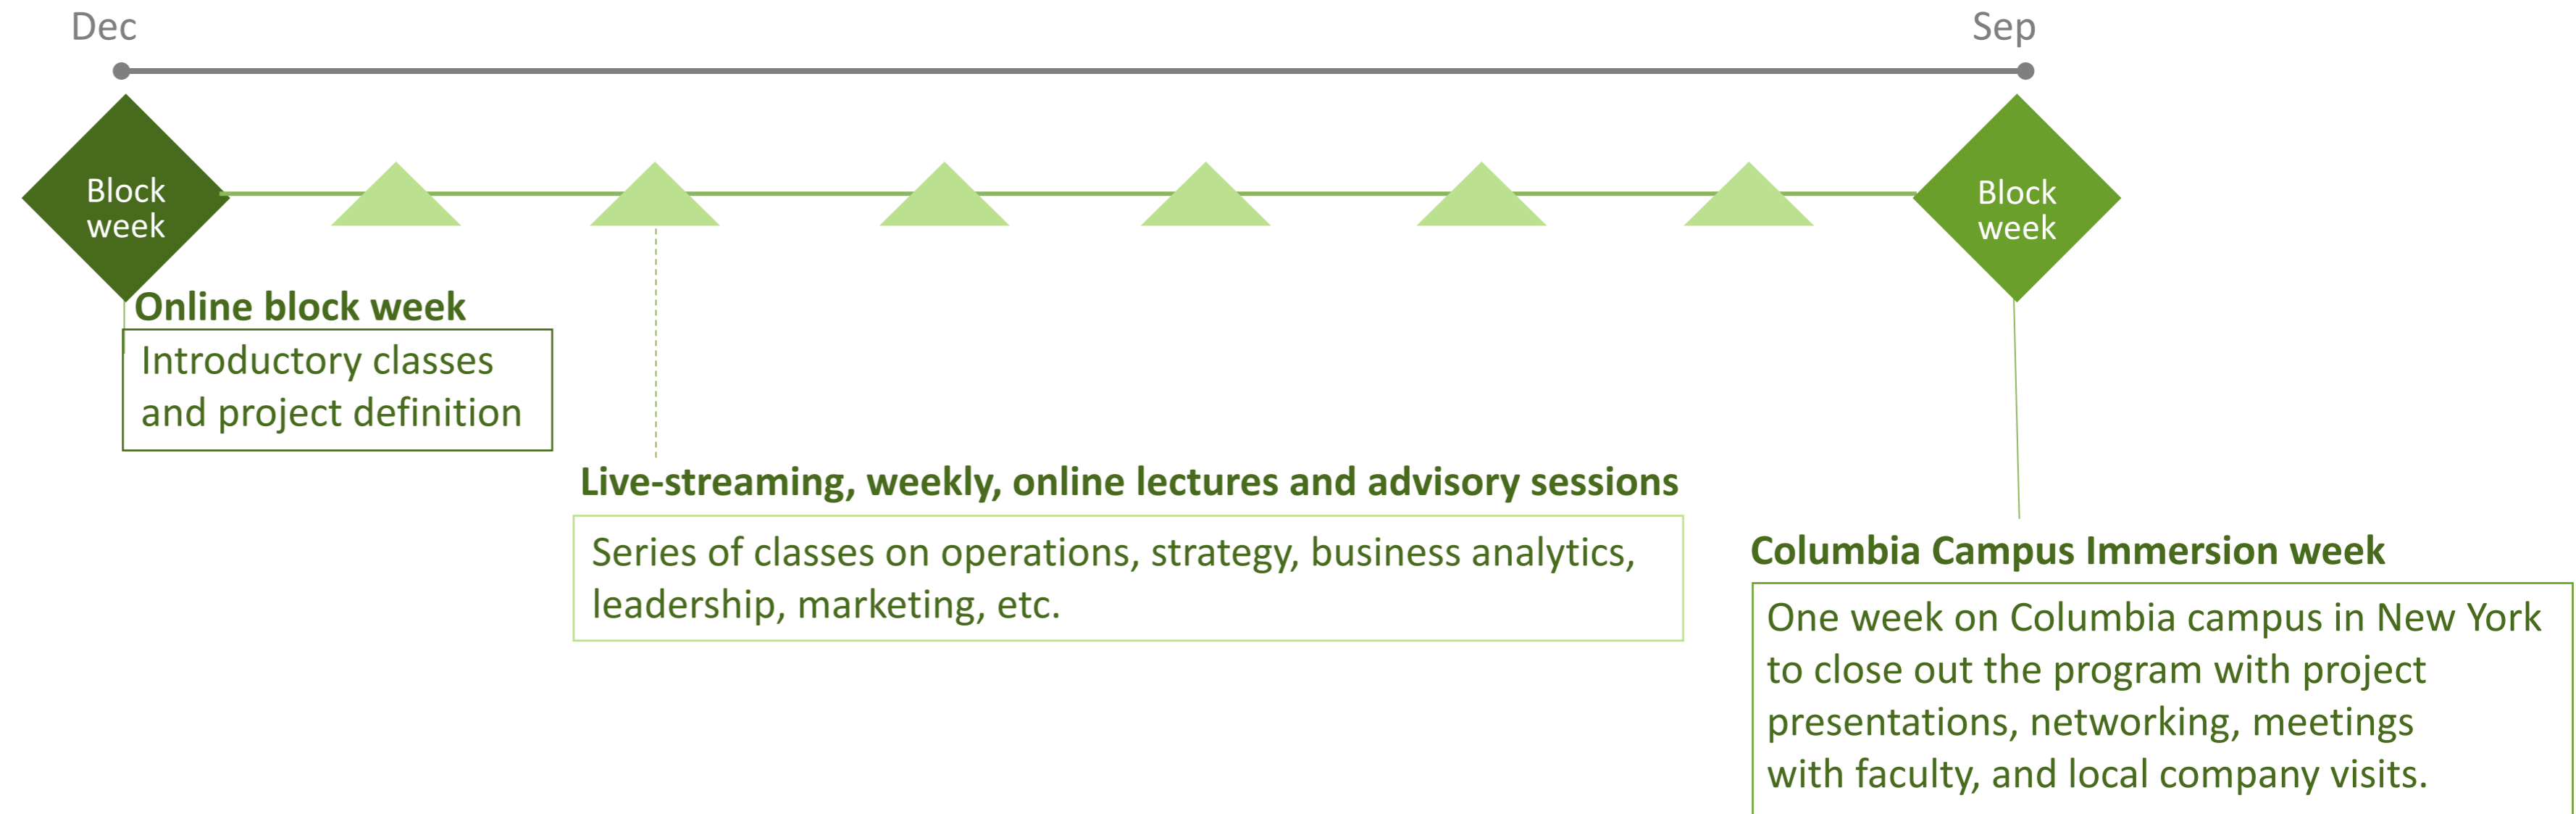 Dec
Sep
Block
week
Block
week
Online block week
Introductory classes
and project definition
Live-streaming, weekly, online lectures and advisory sessions
Series of classes on operations, strategy, business analytics,
leadership, marketing, etc.
Columbia Campus Immersion week
One week on Columbia campus in New York
to close out the program with project
presentations, networking, meetings
with faculty, and local company visits.